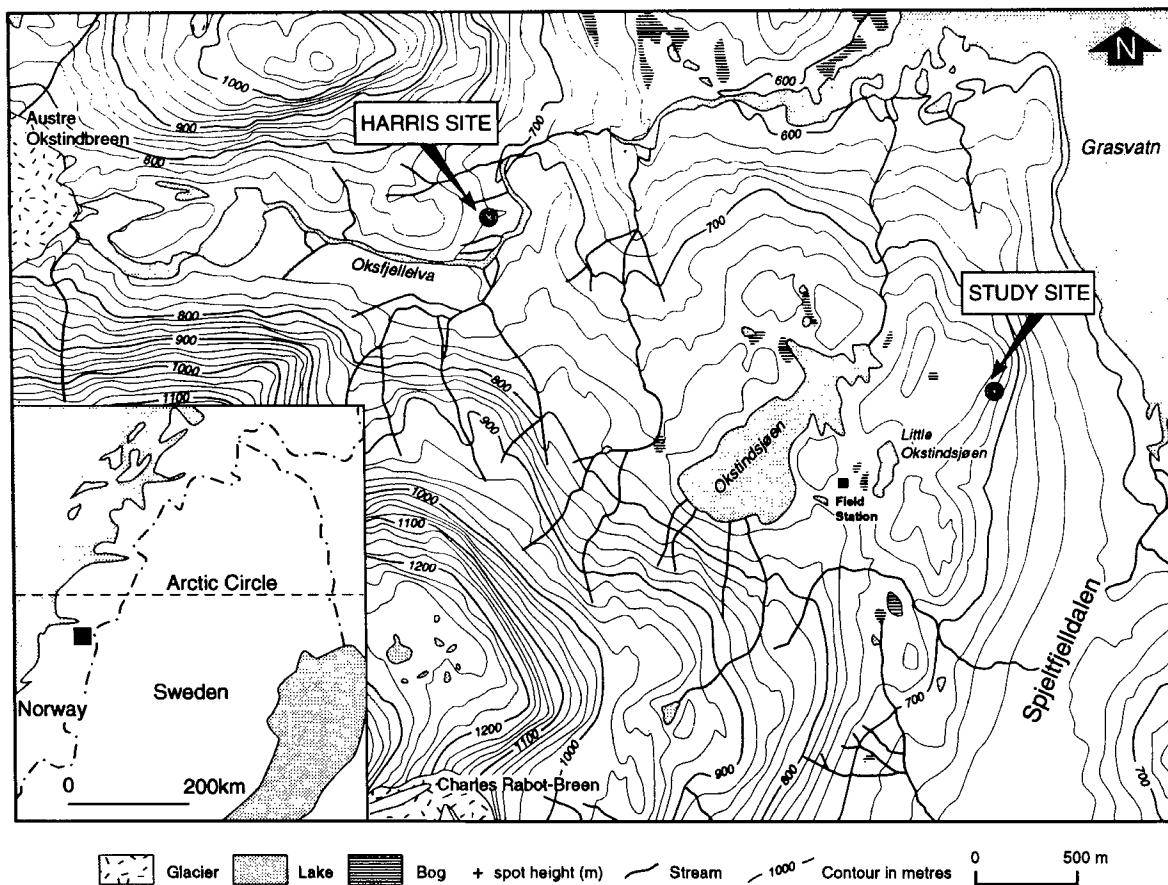 N
1000
600
Austre
Okstindbreen
900
800
HARRIS SITE
700
600
Grasvatn
700
Oksfjellelva
STUDY SITE
800
900
1000
1100
800
900
Okstindsjøen
Little
Okstindsjøen
Field
Station
1000
1100
1200
Arctic Circle
Sweden
Norway
0 200km
1200
1100
1000
900
800
700
700
Charles Rabot-Breen
Spjeltfjelldalen
Glacier Lake Bog + spot height (m) Stream 1000 Contour in metres 0 500 m